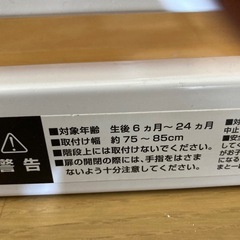 警告
■対象年齢 生後6ヵ月~24ヵ月
■取付け幅 約75~85cm
■階段上には取付けないでください。
■扉の開閉の際には、手指をはさま
ないよう十分注意してください。